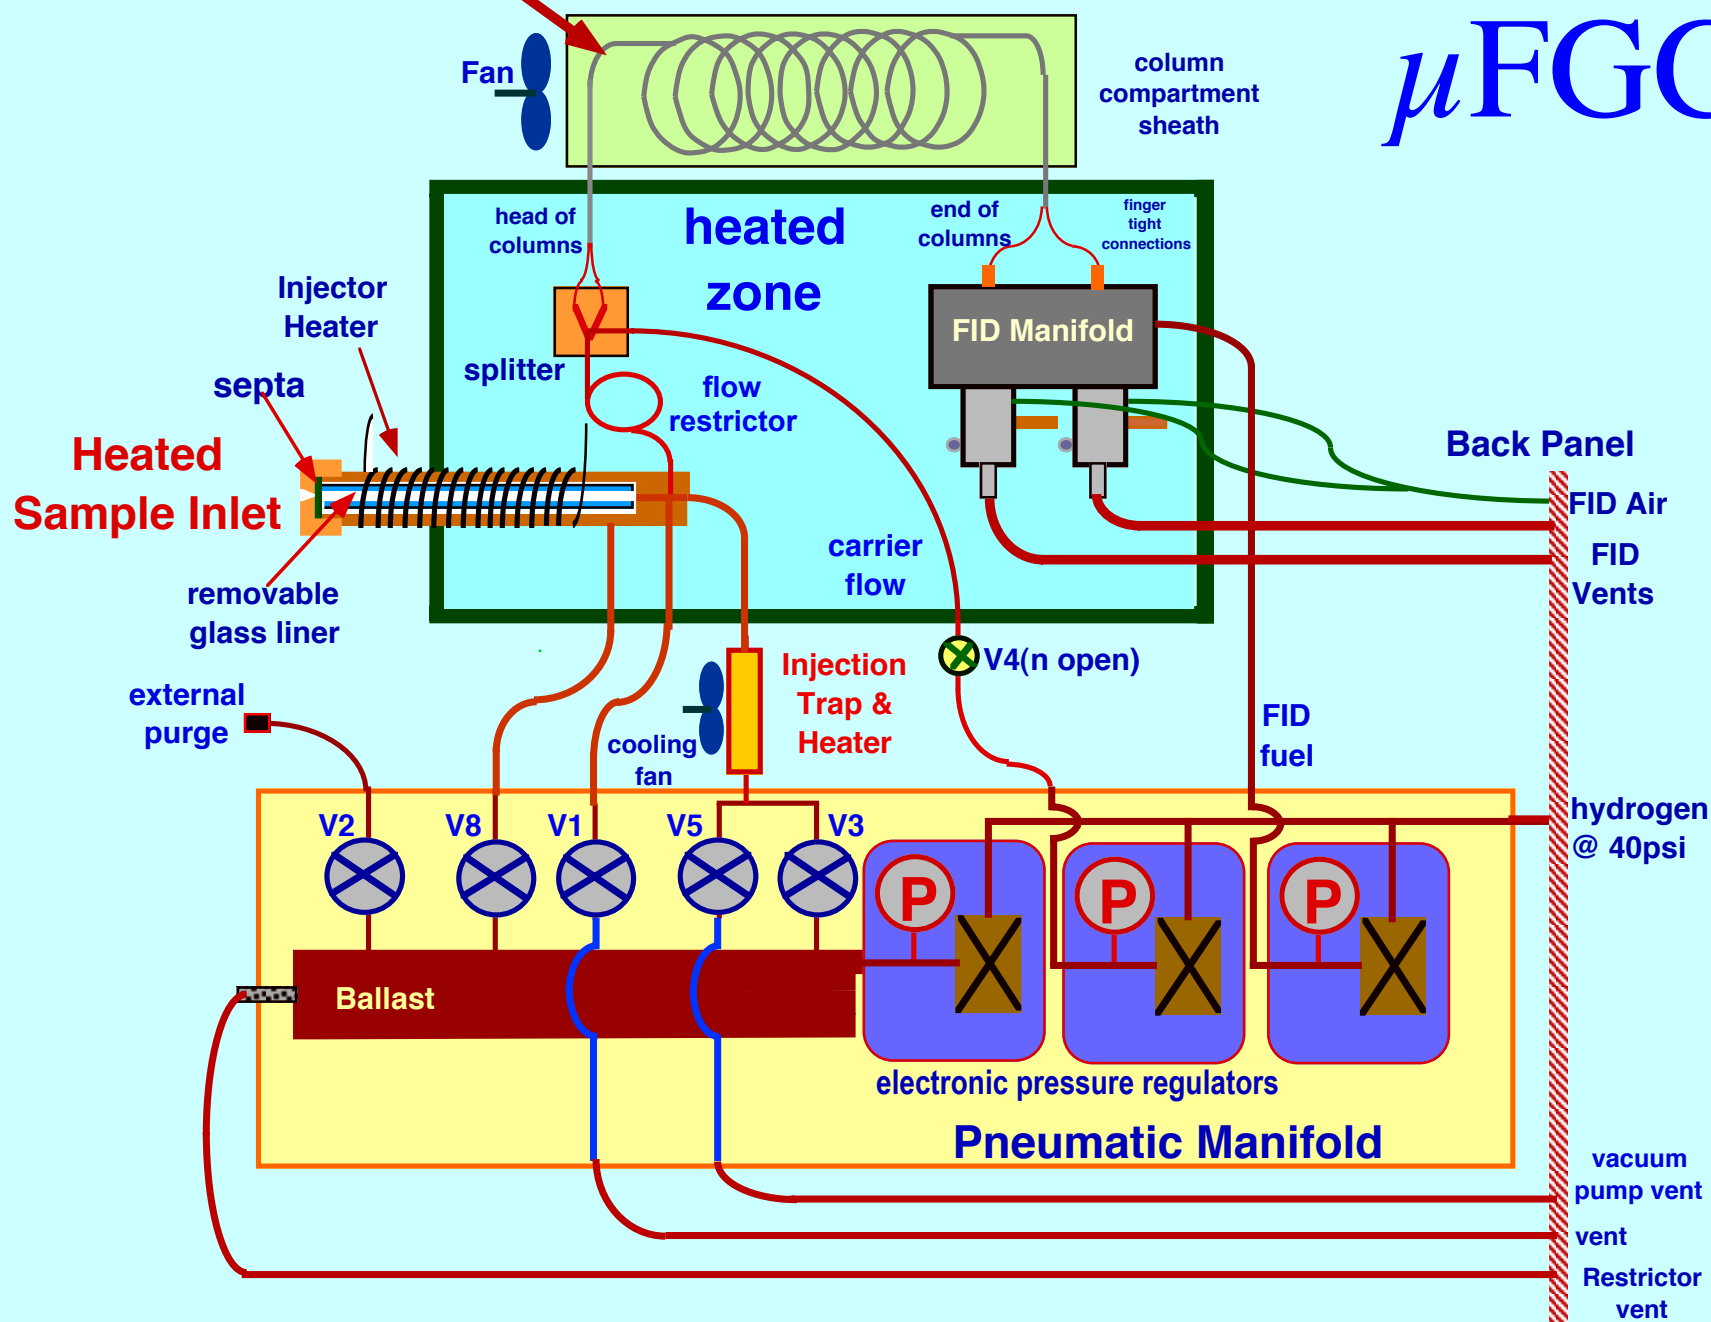 µFGC
Fan
column
compartment
sheath
head of
columns
heated
zone
end of
columns
finger
tight
connections
Injector
Heater
FID Manifold
splitter
septa
flow
restrictor
Heated
Sample Inlet
Back Panel
FID Air
carrier
flow
FID
Vents
removable
glass liner
Injection
Trap &
Heater
V4(n open)
external
purge
cooling
fan
FID
fuel
hydrogen
@ 40psi
V2
V8
V1
V5
V3
P
P
P
Ballast
electronic pressure regulators
Pneumatic Manifold
vacuum
pump vent
vent
Restrictor
vent